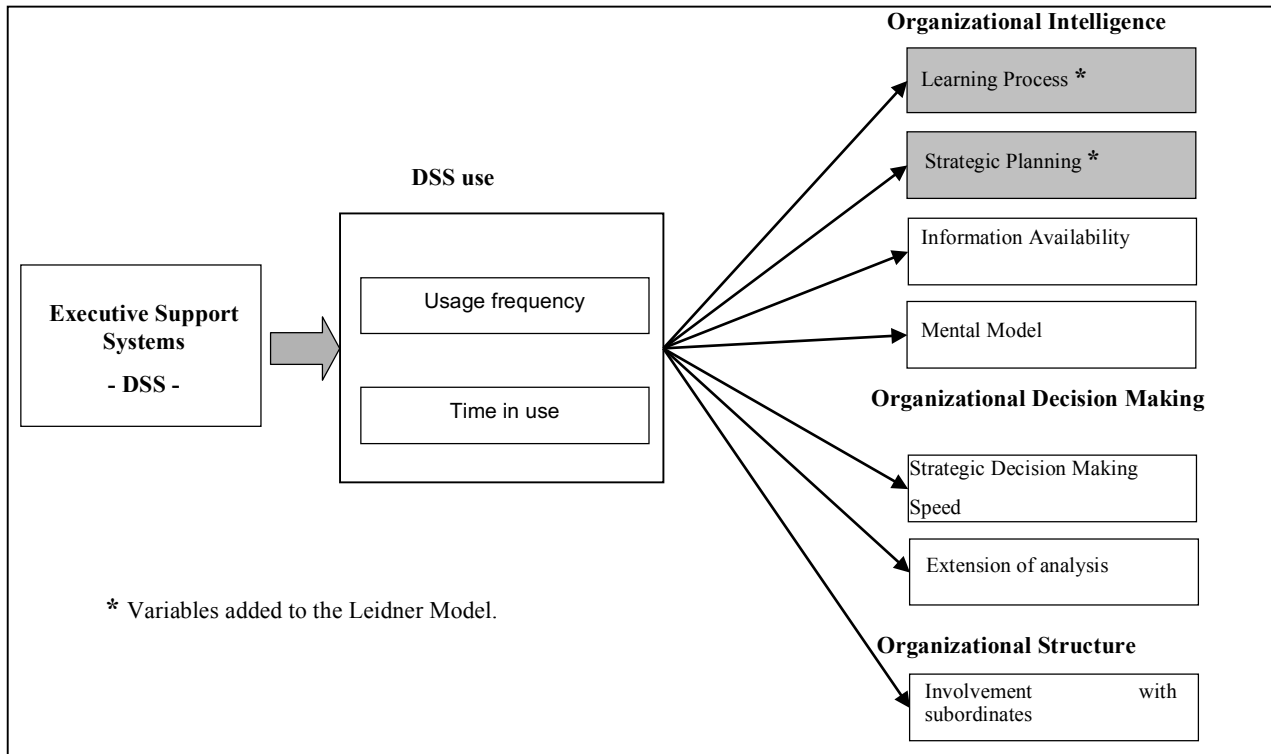 Organizational Intelligence
Learning Process *
Strategic Planning *
DSS use
Information Availability
Usage frequency
Executive Support
Systems
- DSS -
Mental Model
Time in use
Organizational Decision Making
Strategic Decision Making
Speed
Extension of analysis
* Variables added to the Leidner Model.
Organizational Structure
Involvement with
subordinates